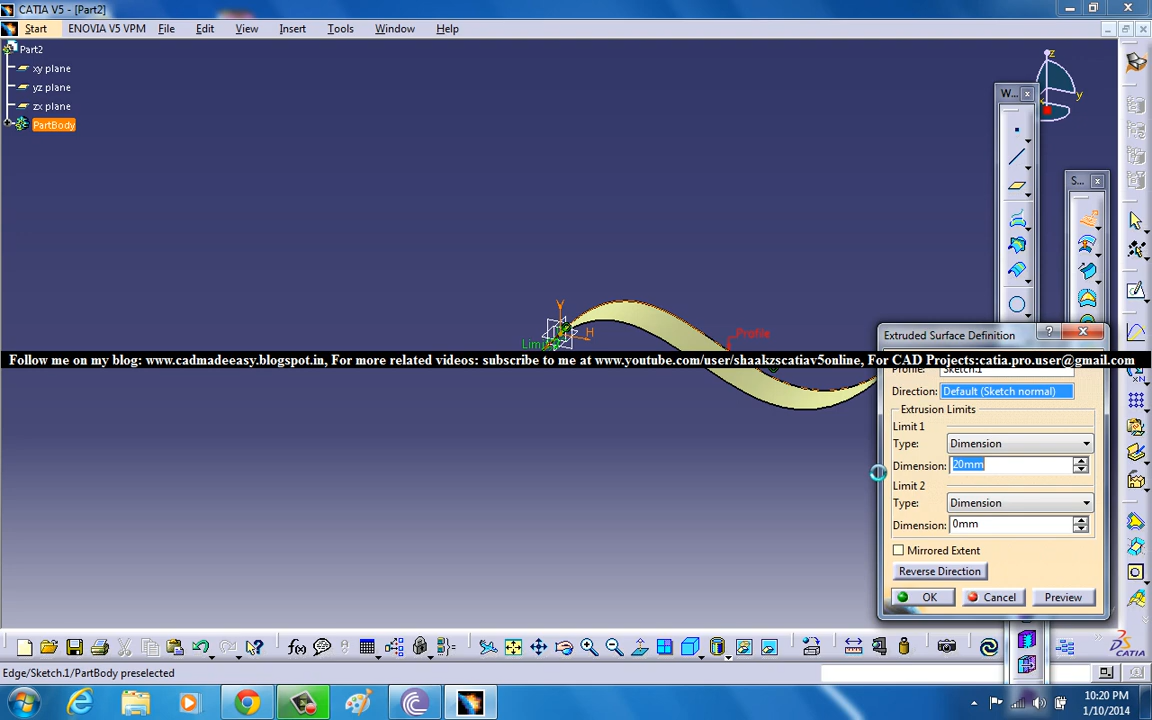 CATIA V5 - [Part2]
Start ENOVIA V5 VPM File Edit View Insert Tools Window Help
Part2
xy plane
yz plane
zx plane
PartBody
z
y
W...
S...
V
H
Profile
Extruded Surface Definition
Follow me on my blog: www.cadmadeeasy.blogspot.in, For more related videos: subscribe to me at www.youtube.com/user/shaakzscatiav5online, For CAD Projects:catia.pro.user@gmail.com
Direction: Default (Sketch normal)
Extrusion Limits
Limit 1
Type: Dimension
Dimension: 20mm
Limit 2
Type: Dimension
Dimension: 0mm
Mirrored Extent
Reverse Direction
OK Cancel Preview
Edge/Sketch.1/PartBody preselected
10:20 PM
1/10/2014